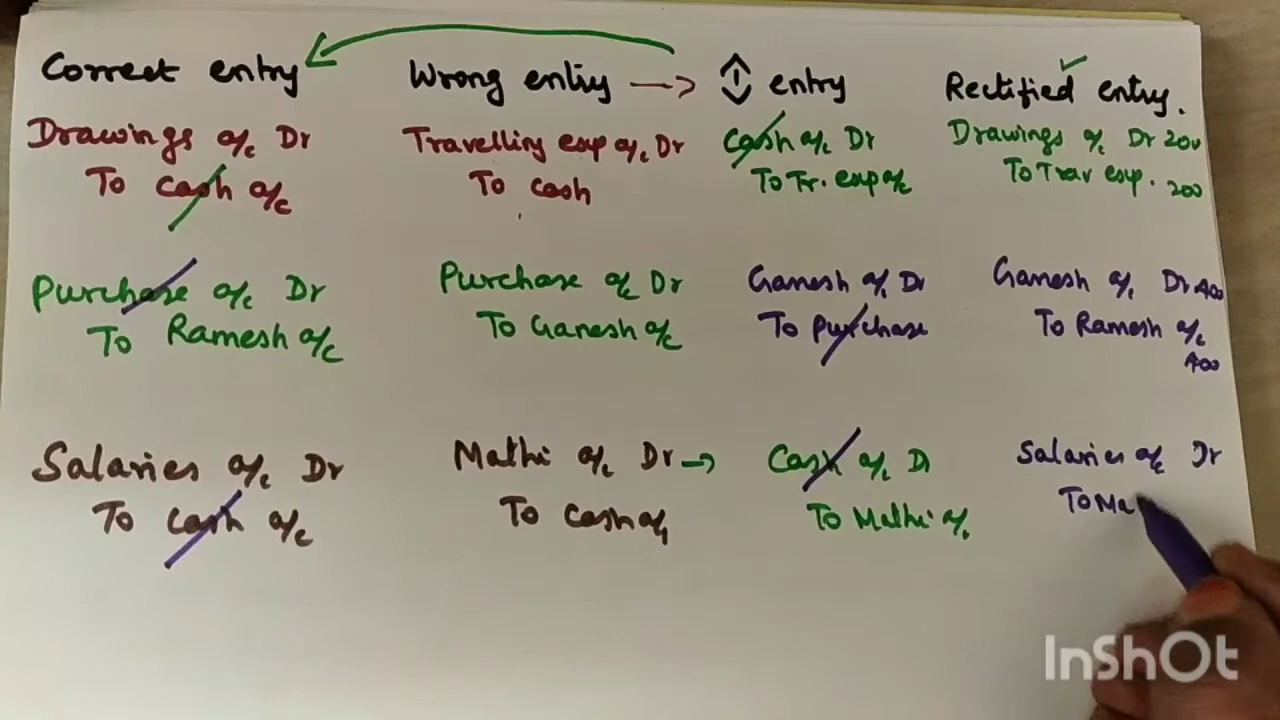 Correct entry
Wrong entry → ↕ entry
Rectified entry.
Drawings a/c Dr
To cash a/c
Travelling exp a/c Dr
To cash
Cash a/c Dr
To Tr. exp a/c
Drawings a/c Dr 200
To Trav exp. 200
Purchase a/c Dr
To Ramesh a/c
Purchase a/c Dr
To Ganesh a/c
Ganesh a/c Dr
To purchase
Ganesh a/c Dr 400
To Ramesh a/c
400
Salaries a/c Dr
To cash a/c
Mathi a/c Dr →
To Cash a/c
Cash a/c D
To Mathi a/c
Salaries a/c Dr
To Ma
InShOt